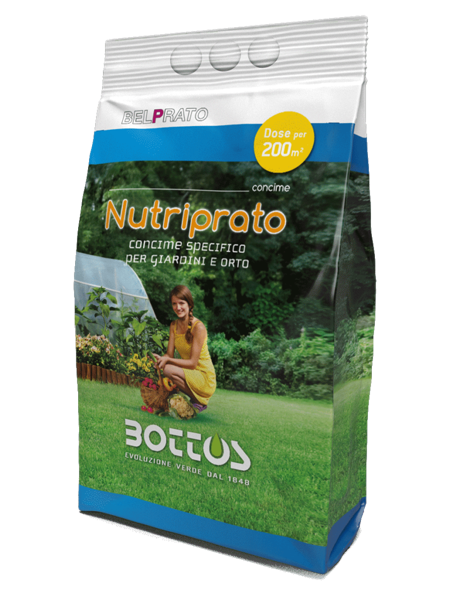 BELPRATO
Dose per
200m²
concime
Nutriprato
CONCIME SPECIFICO
PER GIARDINI E ORTO
BOTTOS
EVOLUZIONE VERDE DAL 1848